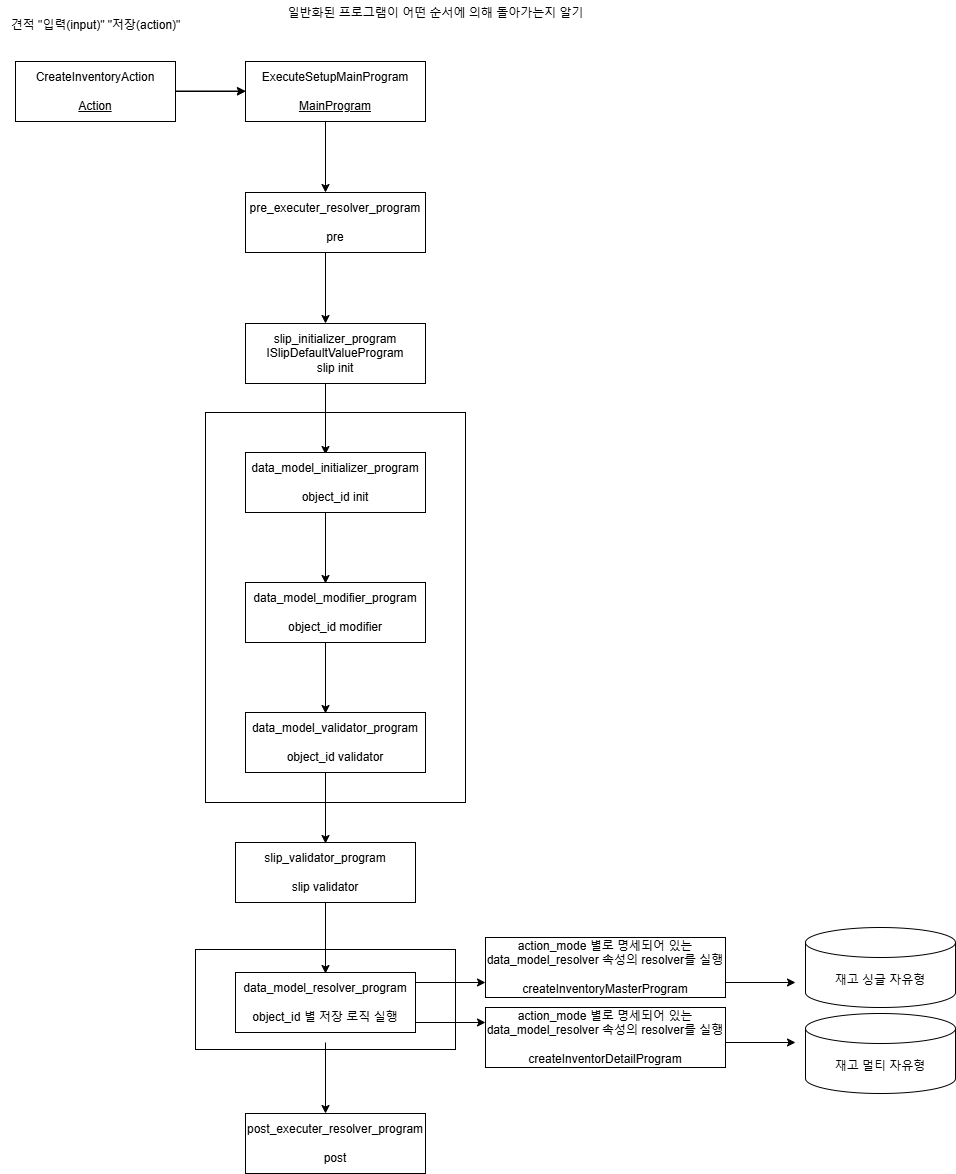 일반화된 프로그램이 어떤 순서에 의해 돌아가는지 알기
견적 "입력(input)" "저장(action)"
CreateInventoryAction
Action
ExecuteSetupMainProgram
MainProgram
pre_executer_resolver_program
pre
slip_initializer_program
ISlipDefaultValueProgram
slip init
data_model_initializer_program
object_id init
data_model_modifier_program
object_id modifier
data_model_validator_program
object_id validator
slip_validator_program
slip validator
data_model_resolver_program
object_id 별 저장 로직 실행
action_mode 별로 명세되어 있는
data_model_resolver 속성의 resolver를 실행
createInventoryMasterProgram
재고 싱글 자유형
action_mode 별로 명세되어 있는
data_model_resolver 속성의 resolver를 실행
createInventorDetailProgram
재고 멀티 자유형
post_executer_resolver_program
post